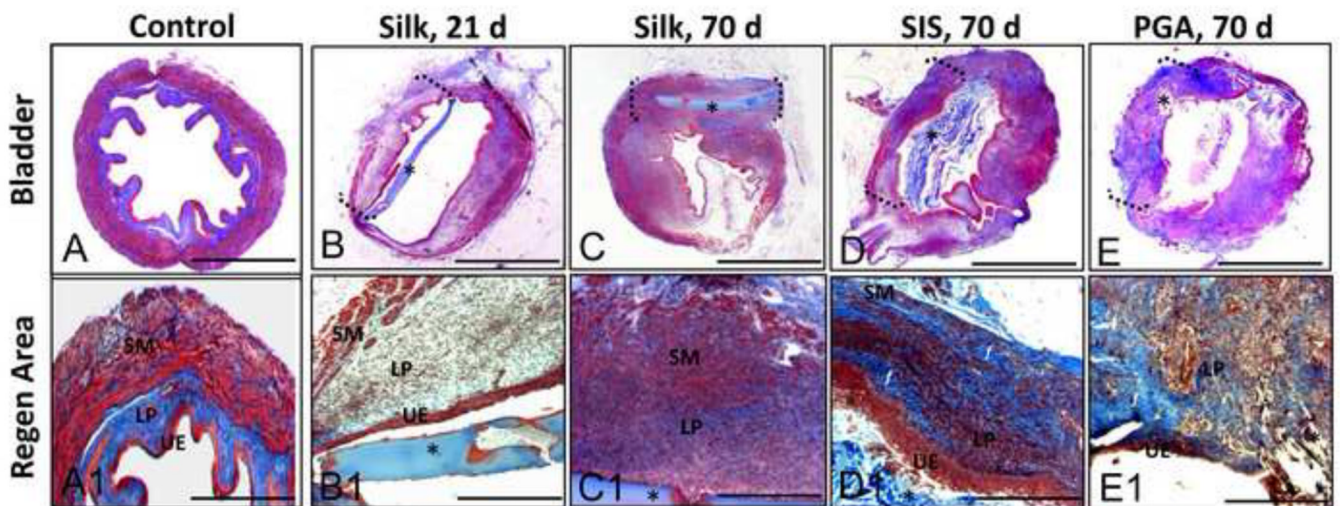 Control Silk, 21 d Silk, 70 d SIS, 70 d PGA, 70 d
Bladder
A B * C * D * E *
Regen Area
SM LP UE A1
SM LP UE * B1
SM LP * C1
SM LP UE * D1
LP UE E1